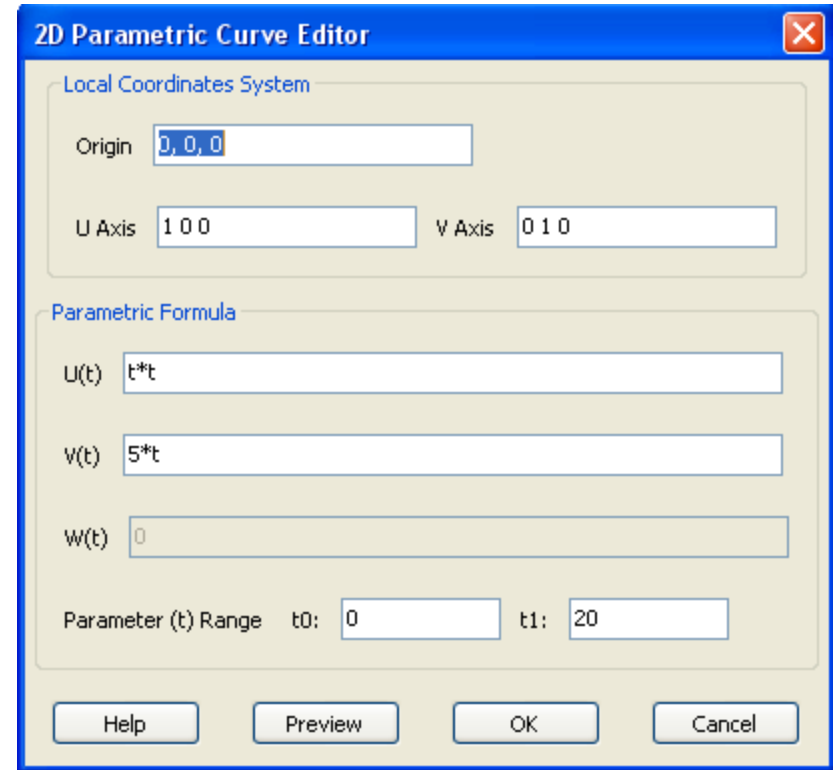 2D Parametric Curve Editor
Local Coordinates System
Origin 0, 0, 0
U Axis 1 0 0 V Axis 0 1 0
Parametric Formula
U(t) t*t
V(t) 5*t
W(t) 0
Parameter (t) Range t0: 0 t1: 20
Help Preview OK Cancel